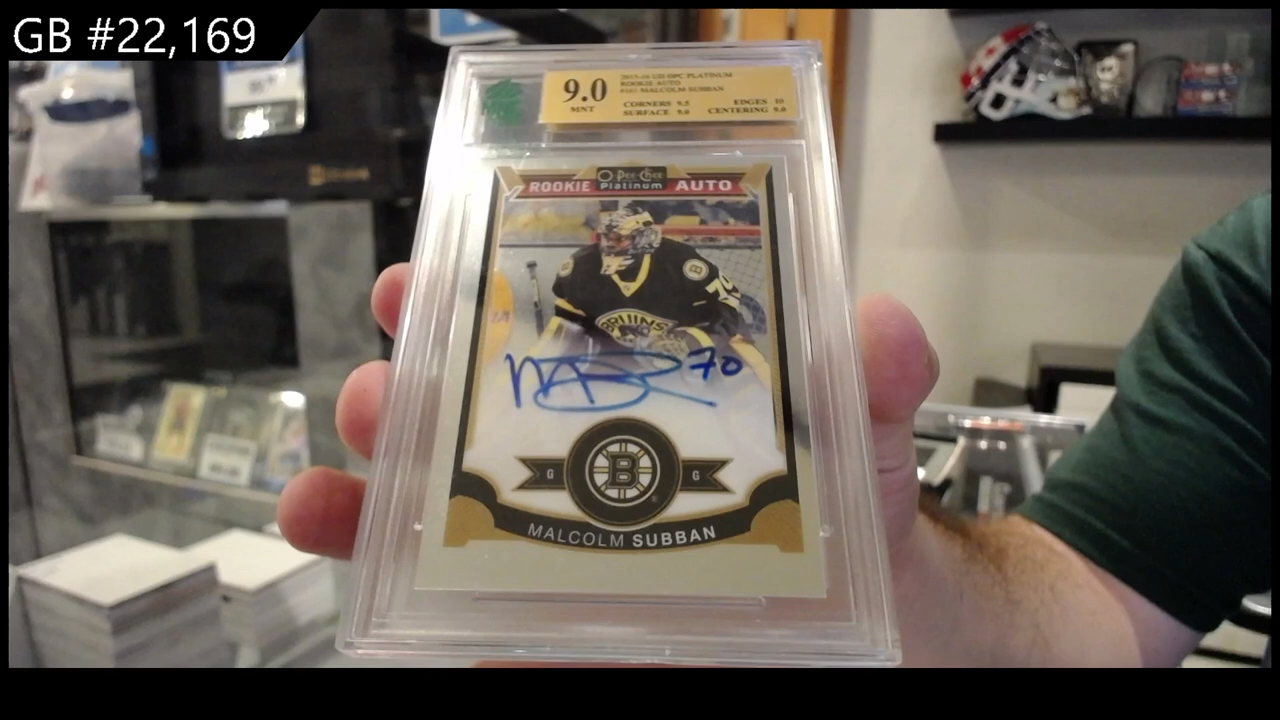 GB #22,169
9.0
MNT
2015-16 UD OPC PLATINUM
ROOKIE AUTO
#161 MALCOLM SUBBAN
CORNERS 9.5 EDGES 10
SURFACE 9.0 CENTERING 9.0
O-Pee-Chee
ROOKIE Platinum AUTO
B
BRUINS
70
G B G
MALCOLM SUBBAN